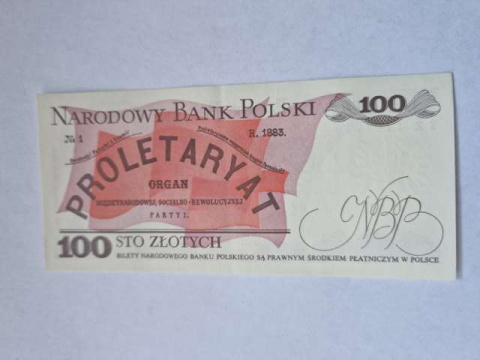 NARODOWY BANK POLSKI
100
№ 1
R. 1883.
PROLETARYAT
ORGAN
MIĘDZYNARODOWEJ SOCIALNO-REWOLUCYJNEJ
PARTYI.
NBP
100 STO ZŁOTYCH
BILETY NARODOWEGO BANKU POLSKIEGO SĄ PRAWNYM ŚRODKIEM PŁATNICZYM W POLSCE